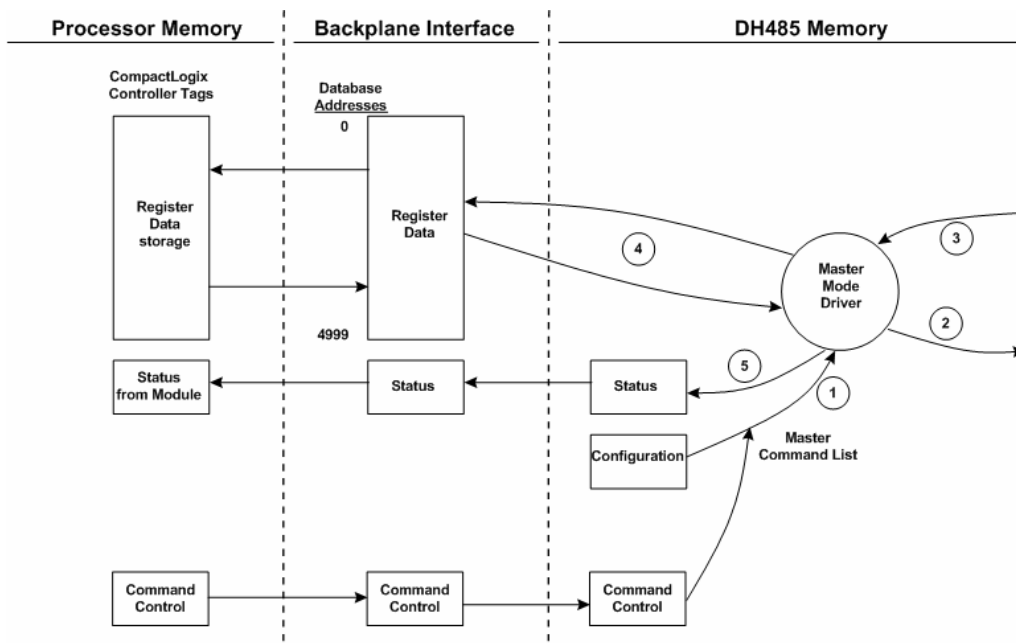 Processor Memory
Backplane Interface
DH485 Memory
CompactLogix
Controller Tags
Database
Addresses
0
Register
Data
storage
Register
Data
4
Master
Mode
Driver
3
2
4999
Status
from Module
Status
Status
5
1
Configuration
Master
Command List
Command
Control
Command
Control
Command
Control